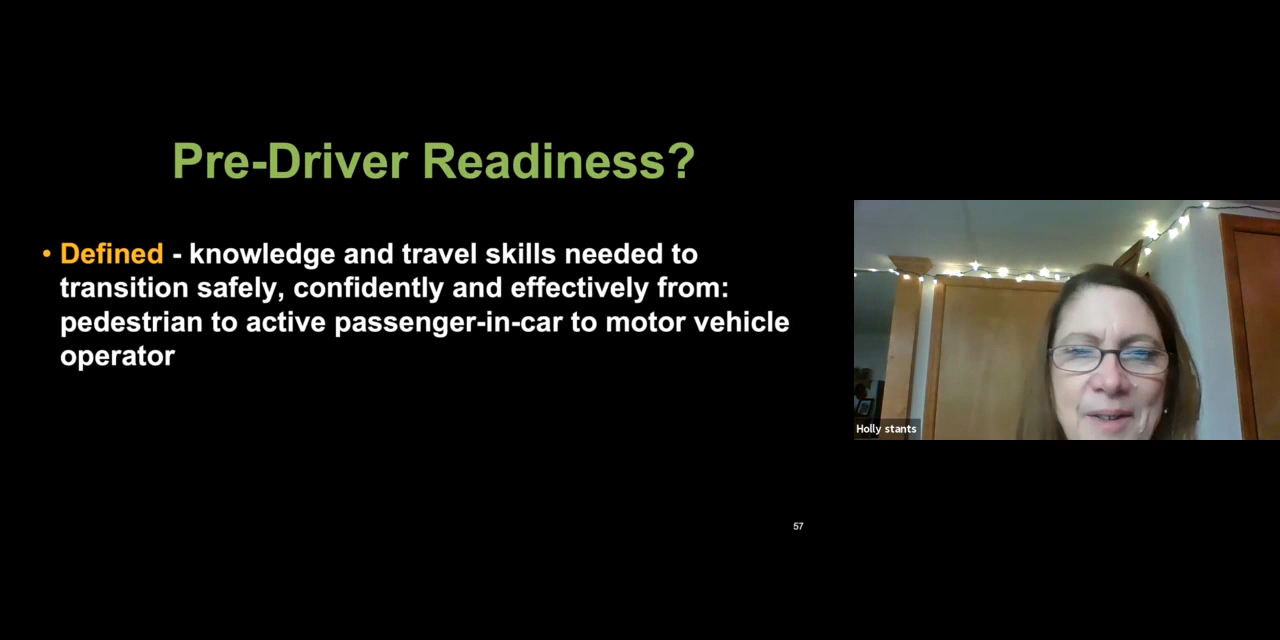 Pre-Driver Readiness?
• Defined - knowledge and travel skills needed to
transition safely, confidently and effectively from:
pedestrian to active passenger-in-car to motor vehicle
operator
Holly stants
57